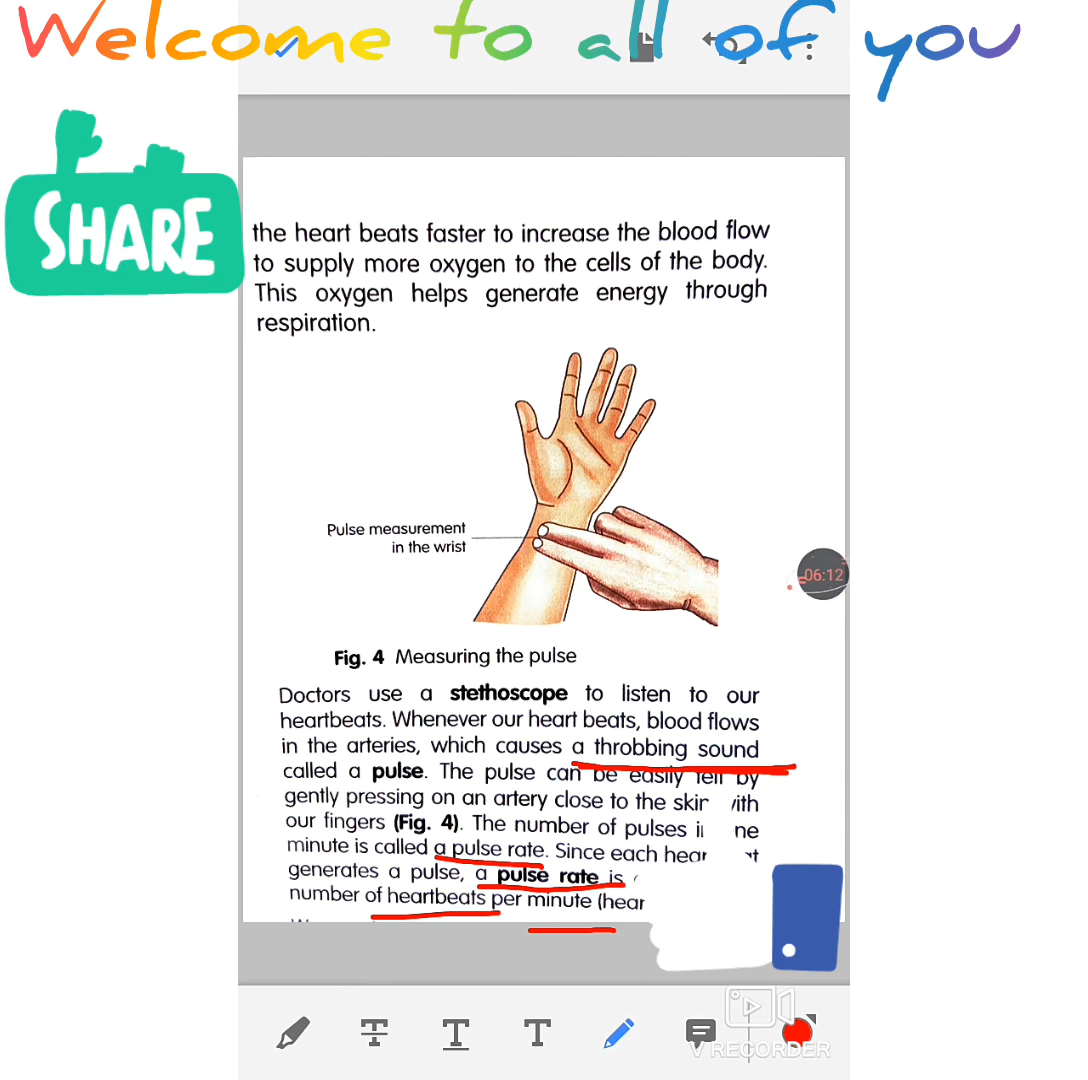 Welcome to all of you
SHARE
the heart beats faster to increase the blood flow
to supply more oxygen to the cells of the body.
This oxygen helps generate energy through
respiration.
Pulse measurement
in the wrist
06:12
Fig. 4 Measuring the pulse
Doctors use a stethoscope to listen to our
heartbeats. Whenever our heart beats, blood flows
in the arteries, which causes a throbbing sound
called a pulse. The pulse can be easily felt by
gently pressing on an artery close to the
our fingers (Fig. 4). The number of pulses
minute is called a pulse rate. Since each
generates a pulse, a pulse rate is
number of heartbeats per minute
T T T
V RECORDER